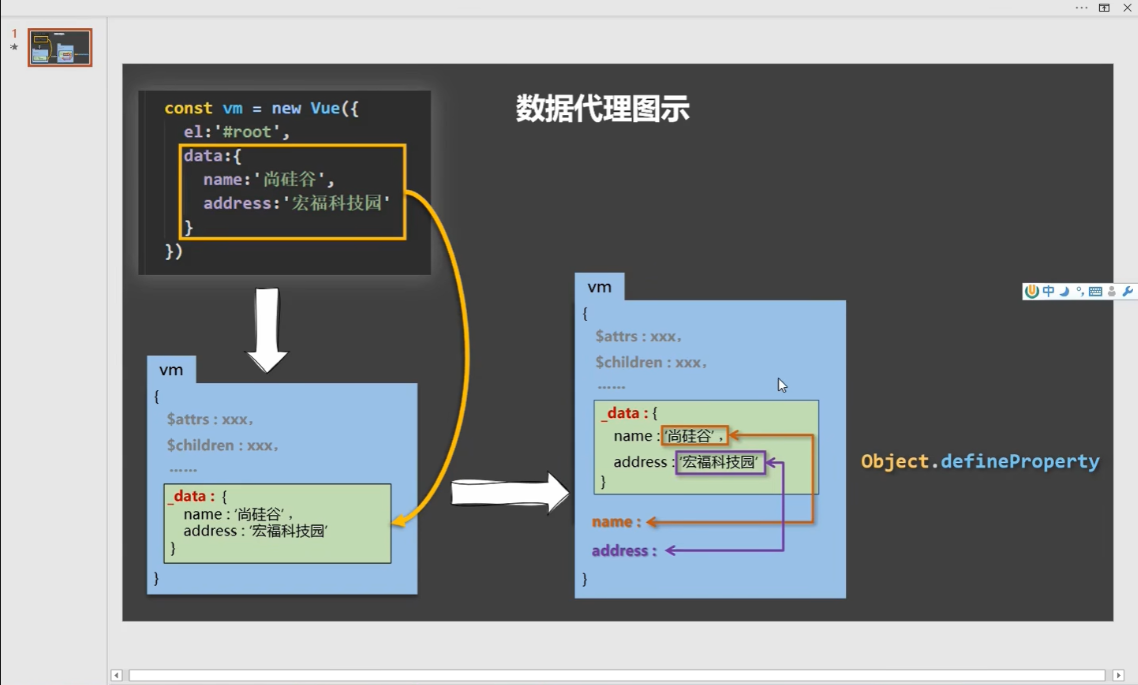 1
数据代理图示
const vm = new Vue({
el:'#root',
data:{
name:'尚硅谷',
address:'宏福科技园'
}
})
vm
{
$attrs : xxx，
$children : xxx，
……
_data : {
name : '尚硅谷' ，
address : '宏福科技园'
}
}
vm
{
$attrs : xxx，
$children : xxx，
……
_data : {
name : '尚硅谷' ，
address : '宏福科技园'
}
name :
address :
}
Object.defineProperty
中